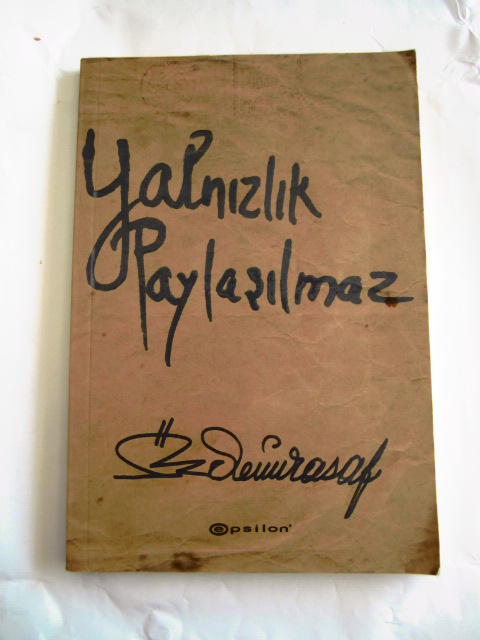 Yalnızlık
Paylaşılmaz
Özdemirasaf
epsilon